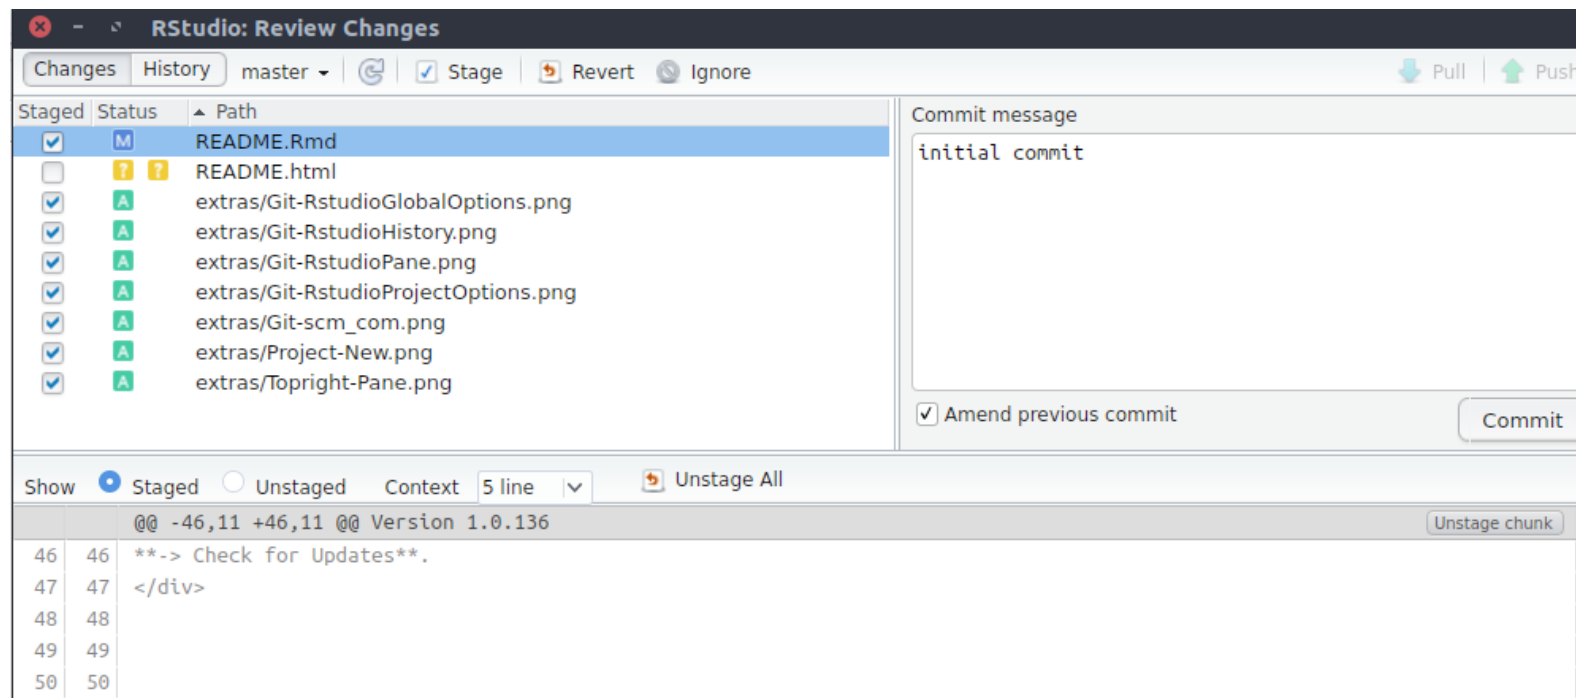 RStudio: Review Changes
Changes History master Stage Revert Ignore Pull Push
Staged Status Path
M README.Rmd
? ? README.html
A extras/Git-RstudioGlobalOptions.png
A extras/Git-RstudioHistory.png
A extras/Git-RstudioPane.png
A extras/Git-RstudioProjectOptions.png
A extras/Git-scm_com.png
A extras/Project-New.png
A extras/Topright-Pane.png
Commit message
initial commit
Amend previous commit
Commit
Show Staged Unstaged Context 5 line Unstage All
@@ -46,11 +46,11 @@ Version 1.0.136 Unstage chunk
46 46 **-> Check for Updates**.
47 47 </div>
48 48
49 49
50 50